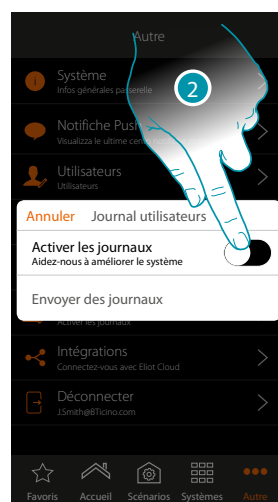 Autre
Système
Infos générales passerelle
2
Notifiche Pus
Visualizza le ultime
Utilisateurs
Utilisateurs
Annuler Journal utilisateurs
Activer les journaux
Aidez-nous à améliorer le système
Envoyer des journaux
Activer les journaux
Intégrations
Connectez-vous avec Eliot Cloud
Déconnecter
J.Smith@BTicino.com
Favoris Accueil Scénarios Systèmes Autre